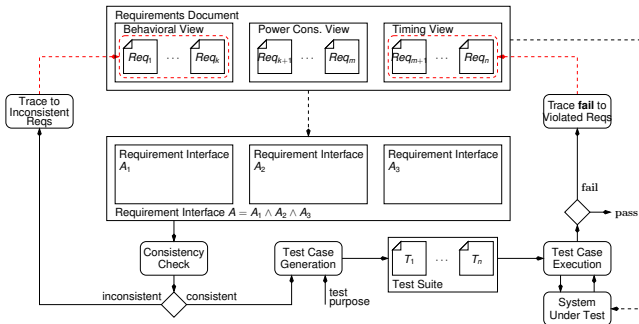 Requirements Document
Behavioral View
Power Cons. View
Timing View
Req1 ... Reqk
Reqk+1 ... Reqm
Reqm+1 ... Reqn
Trace to
Inconsistent
Reqs
Trace fail to
Violated Reqs
Requirement Interface
A1
Requirement Interface
A2
Requirement Interface
A3
Requirement Interface A = A1 ∧ A2 ∧ A3
fail
pass
Consistency
Check
Test Case
Generation
T1 ... Tn
Test Suite
Test Case
Execution
inconsistent
consistent
test
purpose
System
Under Test